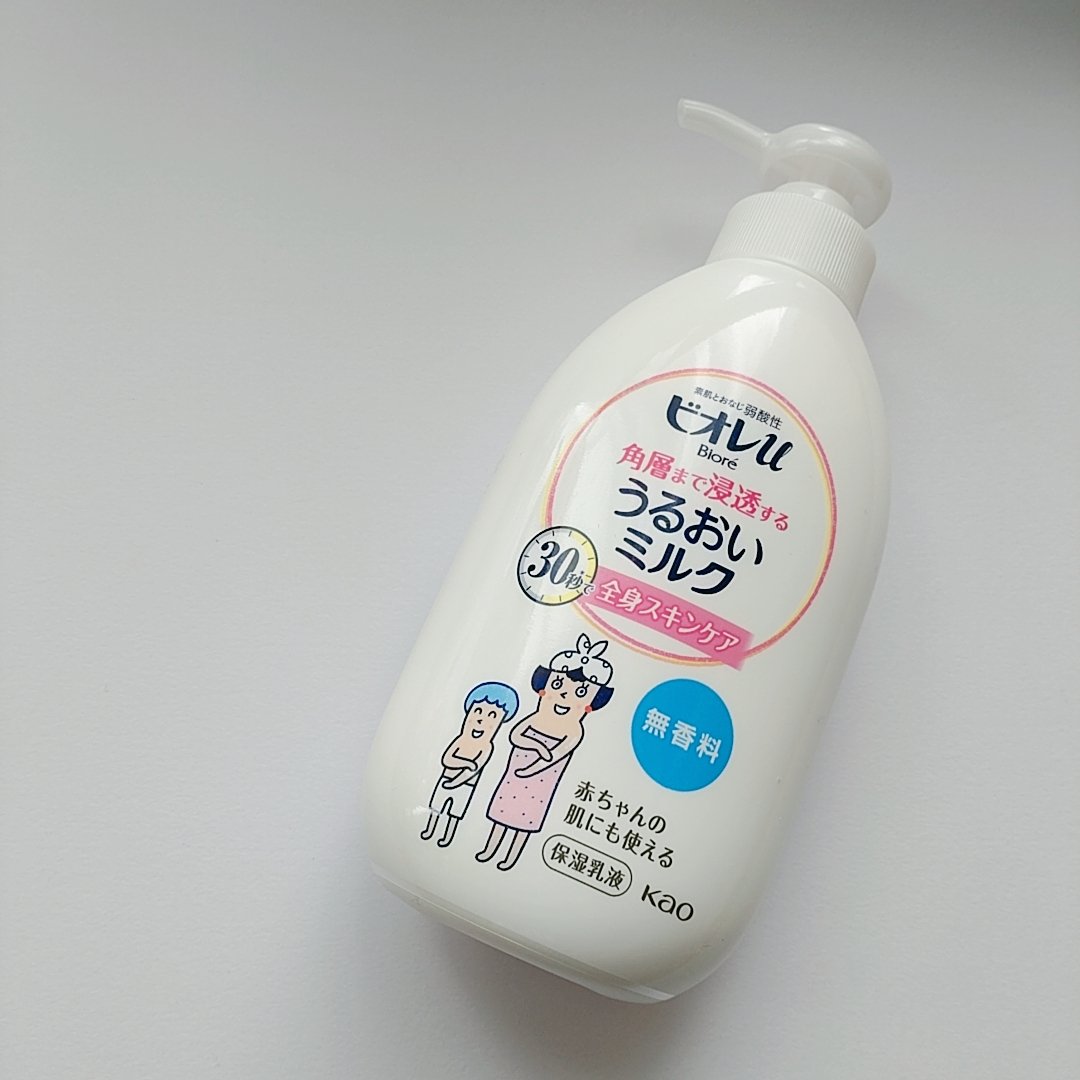 素肌とおなじ弱酸性
ビオレu
Bioré
角層まで浸透する
うるおい
ミルク
30秒で
全身スキンケア
無香料
赤ちゃんの
肌にも使える
保湿乳液
Kao